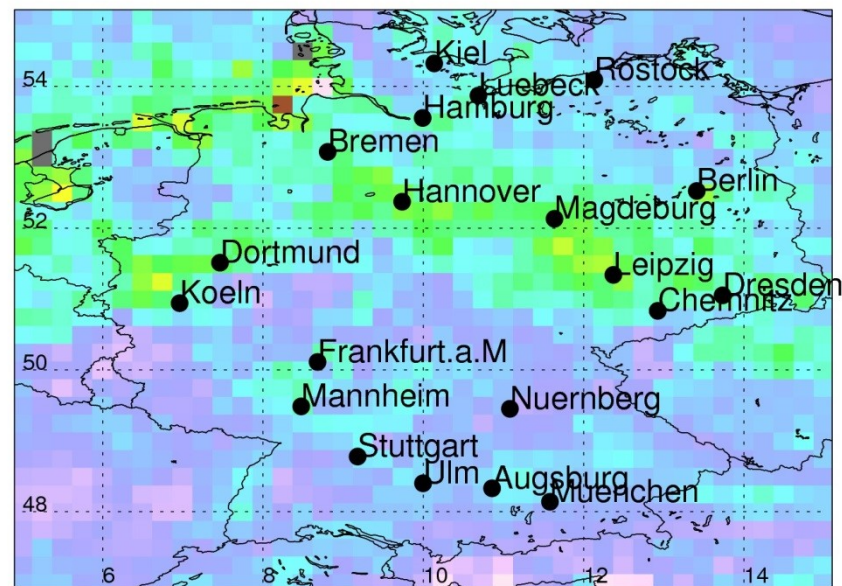 Kiel
54
Luebeck
Rostock
Hamburg
Bremen
Hannover
Berlin
52
Magdeburg
Dortmund
Leipzig
Koeln
Dresden
Chemnitz
50
Frankfurt.a.M
Mannheim
Nuernberg
Stuttgart
Ulm
Augsburg
Muenchen
48
6 8 10 12 14